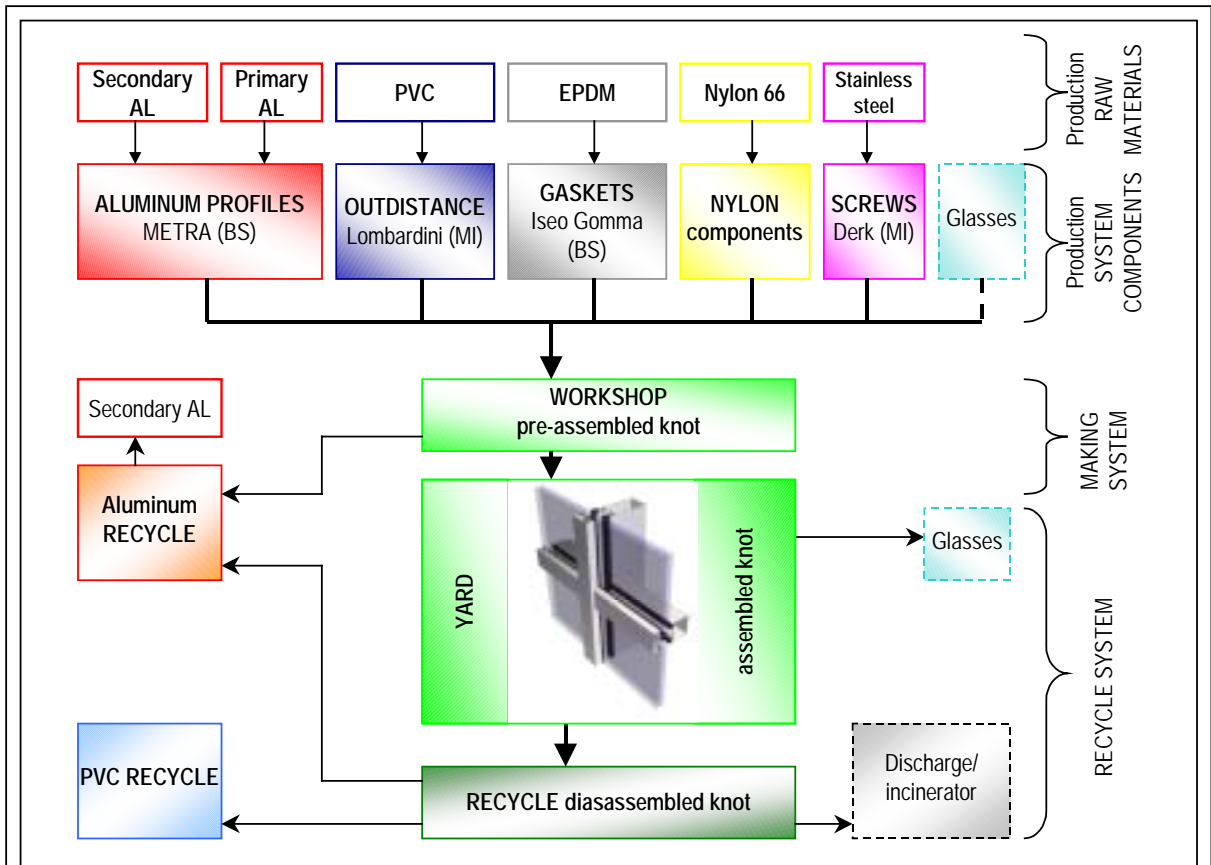 Secondary
AL
Primary
AL
PVC
EPDM
Nylon 66
Stainless
steel
Production
RAW
MATERIALS
ALUMINUM PROFILES
METRA (BS)
OUTDISTANCE
Lombardini (MI)
GASKETS
Iseo Gomma
(BS)
NYLON
components
SCREWS
Derk (MI)
Glasses
Production
SYSTEM
COMPONENTS
Secondary AL
WORKSHOP
pre-assembled knot
MAKING
SYSTEM
Aluminum
RECYCLE
YARD
assembled knot
Glasses
RECYCLE SYSTEM
PVC RECYCLE
RECYCLE diasassembled knot
Discharge/
incinerator